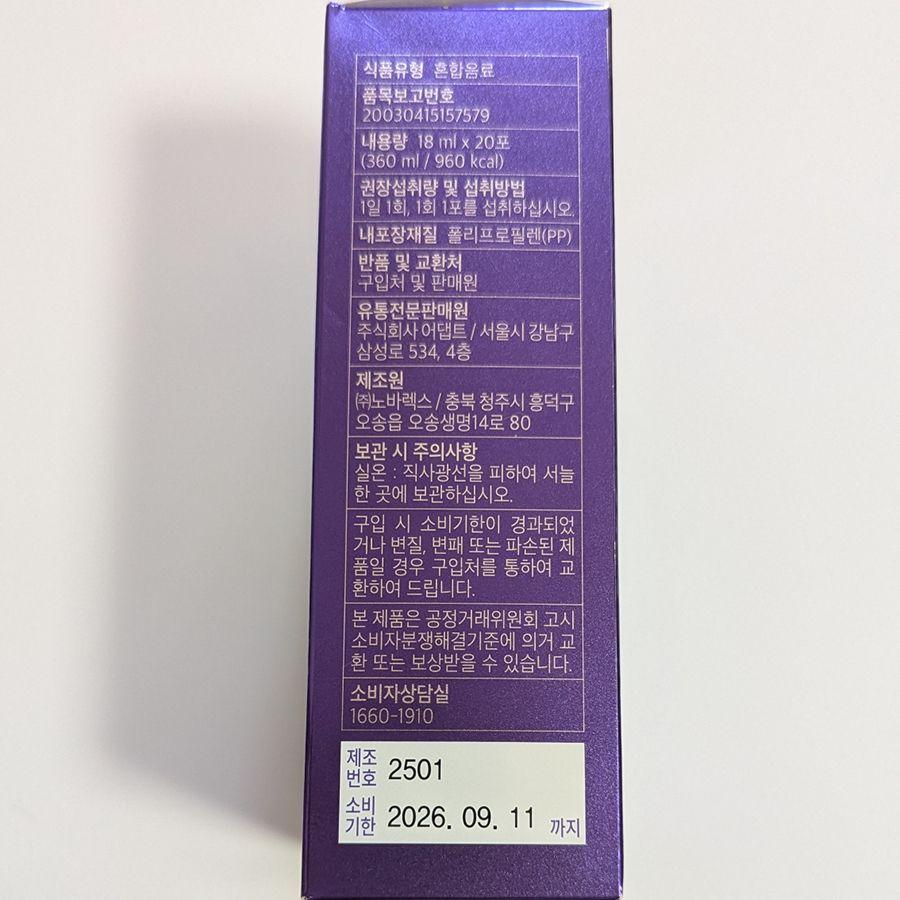 식품유형 혼합음료
품목보고번호
20030415157579
내용량 18 ml x 20포
(360 ml / 960 kcal)
권장섭취량 및 섭취방법
1일 1회, 1회 1포를 섭취하십시오.
내포장재질 폴리프로필렌(PP)
반품 및 교환처
구입처 및 판매원
유통전문판매원
주식회사 어댑트 / 서울시 강남구
삼성로 534, 4층
제조원
㈜노바렉스 / 충북 청주시 흥덕구
오송읍 오송생명14로 80
보관 시 주의사항
실온 : 직사광선을 피하여 서늘
한 곳에 보관하십시오.
구입 시 소비기한이 경과되었
거나 변질, 변패 또는 파손된 제
품일 경우 구입처를 통하여 교
환하여 드립니다.
본 제품은 공정거래위원회 고시
소비자분쟁해결기준에 의거 교
환 또는 보상받을 수 있습니다.
소비자상담실
1660-1910
제조
번호 2501
소비
기한 2026. 09. 11 까지